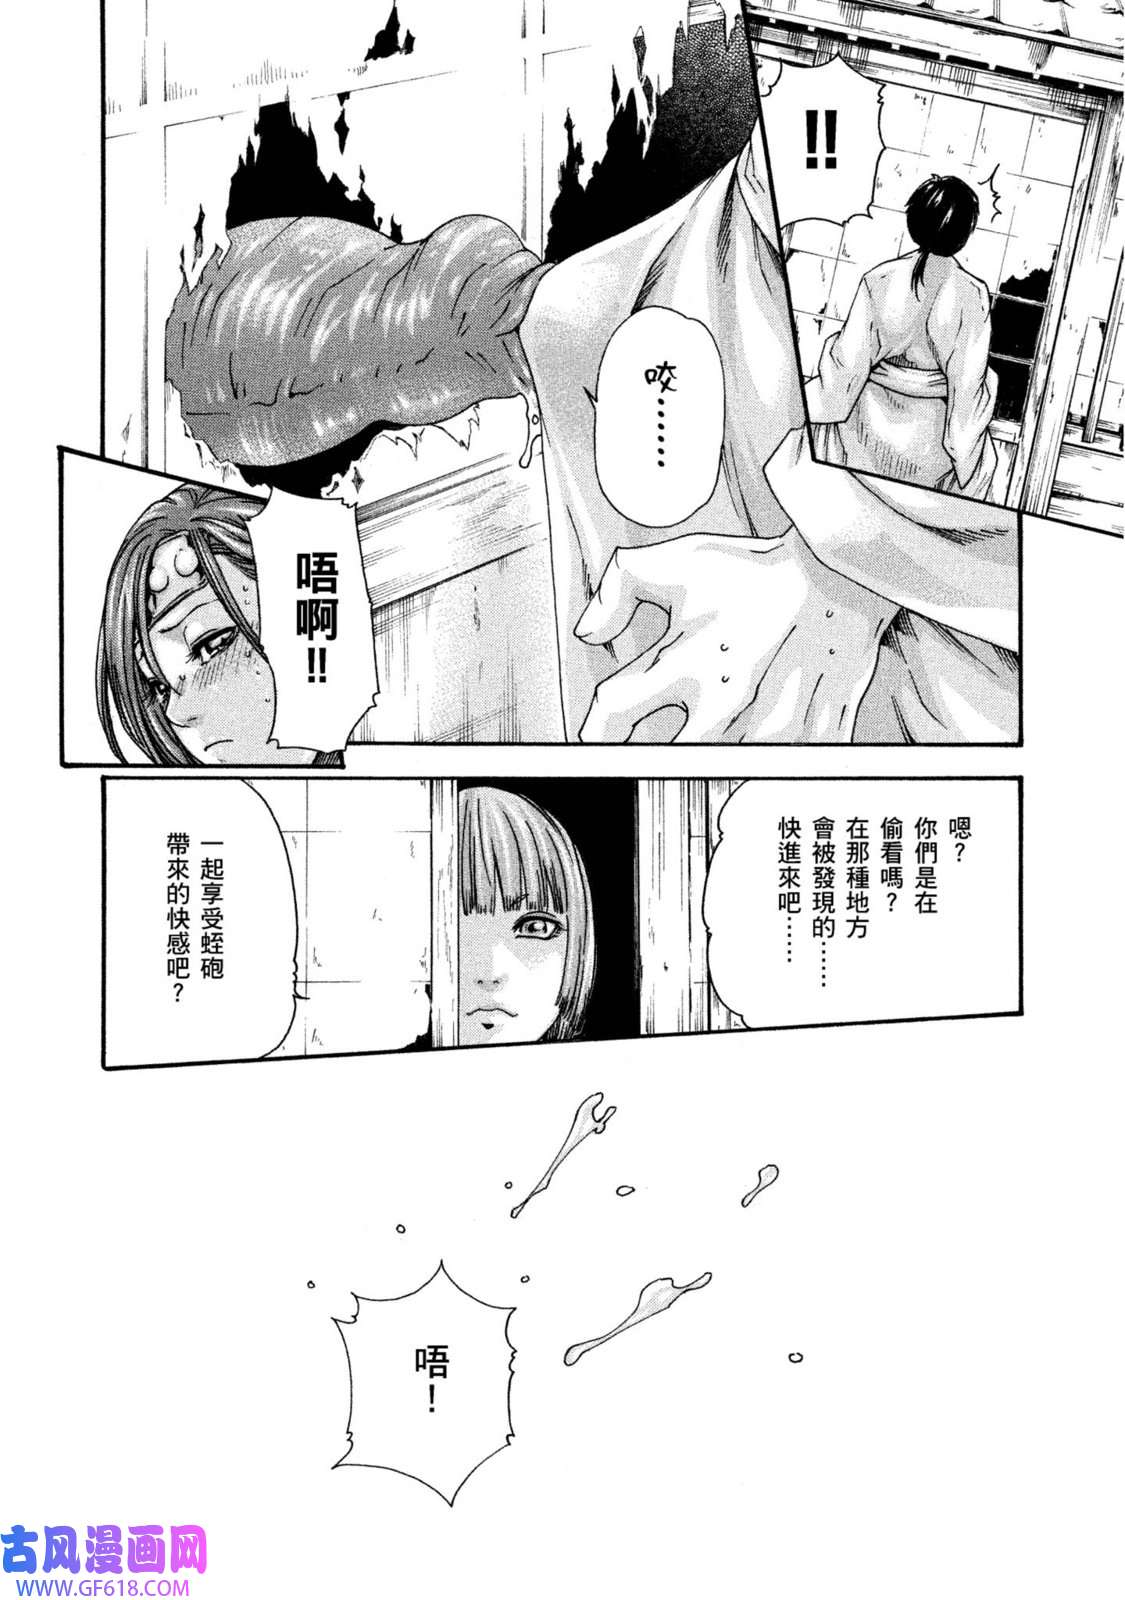 !!
咬……
唔啊!!
嗯？
你們是在
偷看嗎？
在那種地方
會被發現的……
快進來吧……
一起享受蛭砲
帶來的快感吧？
唔！
古风漫画网
WWW.GF618.COM